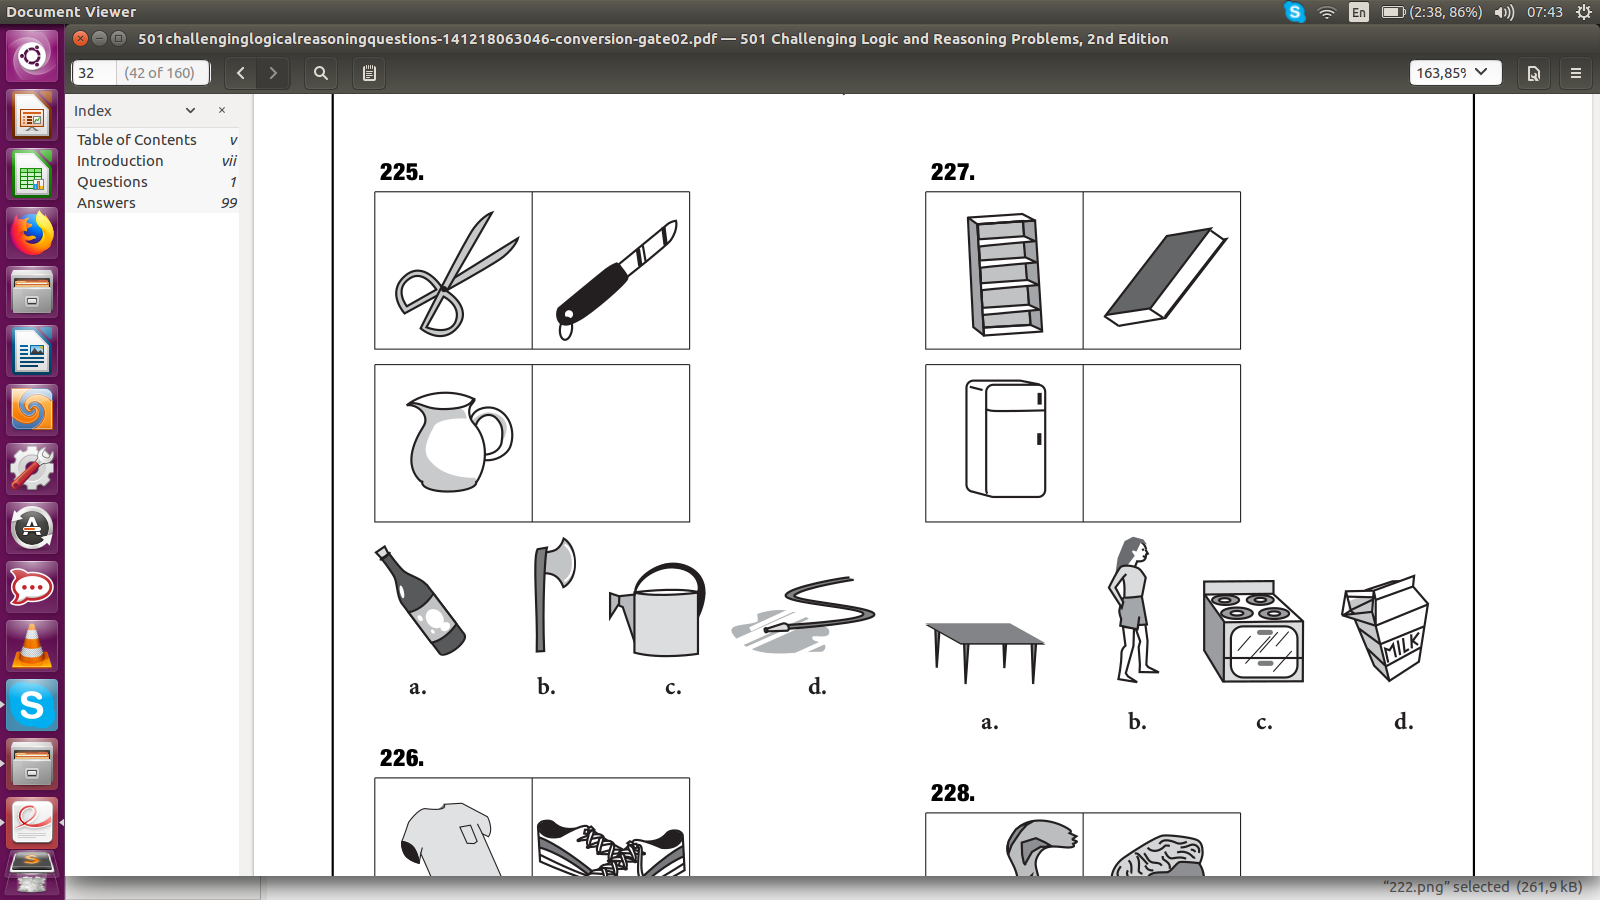 Document Viewer
En
(2:38, 86%)
07:43
501challenginglogicalreasoningquestions-141218063046-conversion-gate02.pdf — 501 Challenging Logic and Reasoning Problems, 2nd Edition
32
(42 of 160)
163,85%
Index
Table of Contents v
Introduction vii
Questions 1
Answers 99
225.
a.
b.
c.
d.
226.
227.
MILK
a.
b.
c.
d.
228.
“222.png” selected (261,9 kB)